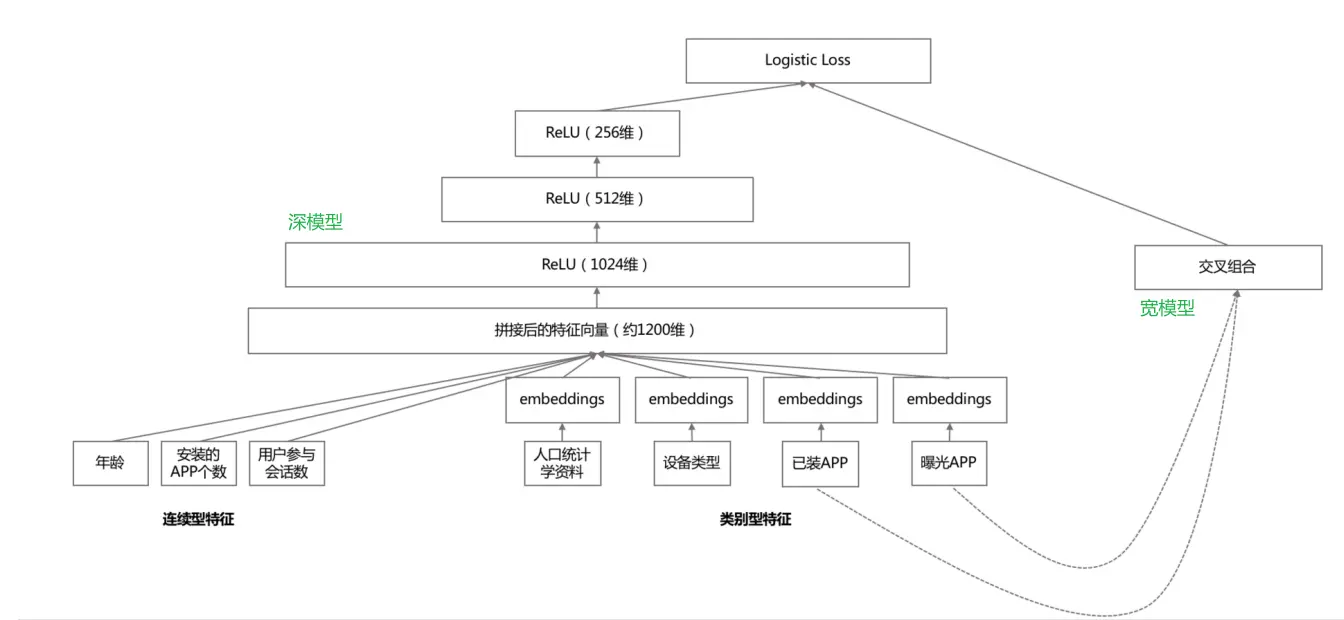 Logistic Loss
ReLU（256维）
ReLU（512维）
深模型
ReLU（1024维）
交叉组合
宽模型
拼接后的特征向量（约1200维）
embeddings
embeddings
embeddings
embeddings
年龄
安装的
APP个数
用户参与
会话数
人口统计
学资料
设备类型
已装APP
曝光APP
连续型特征
类别型特征